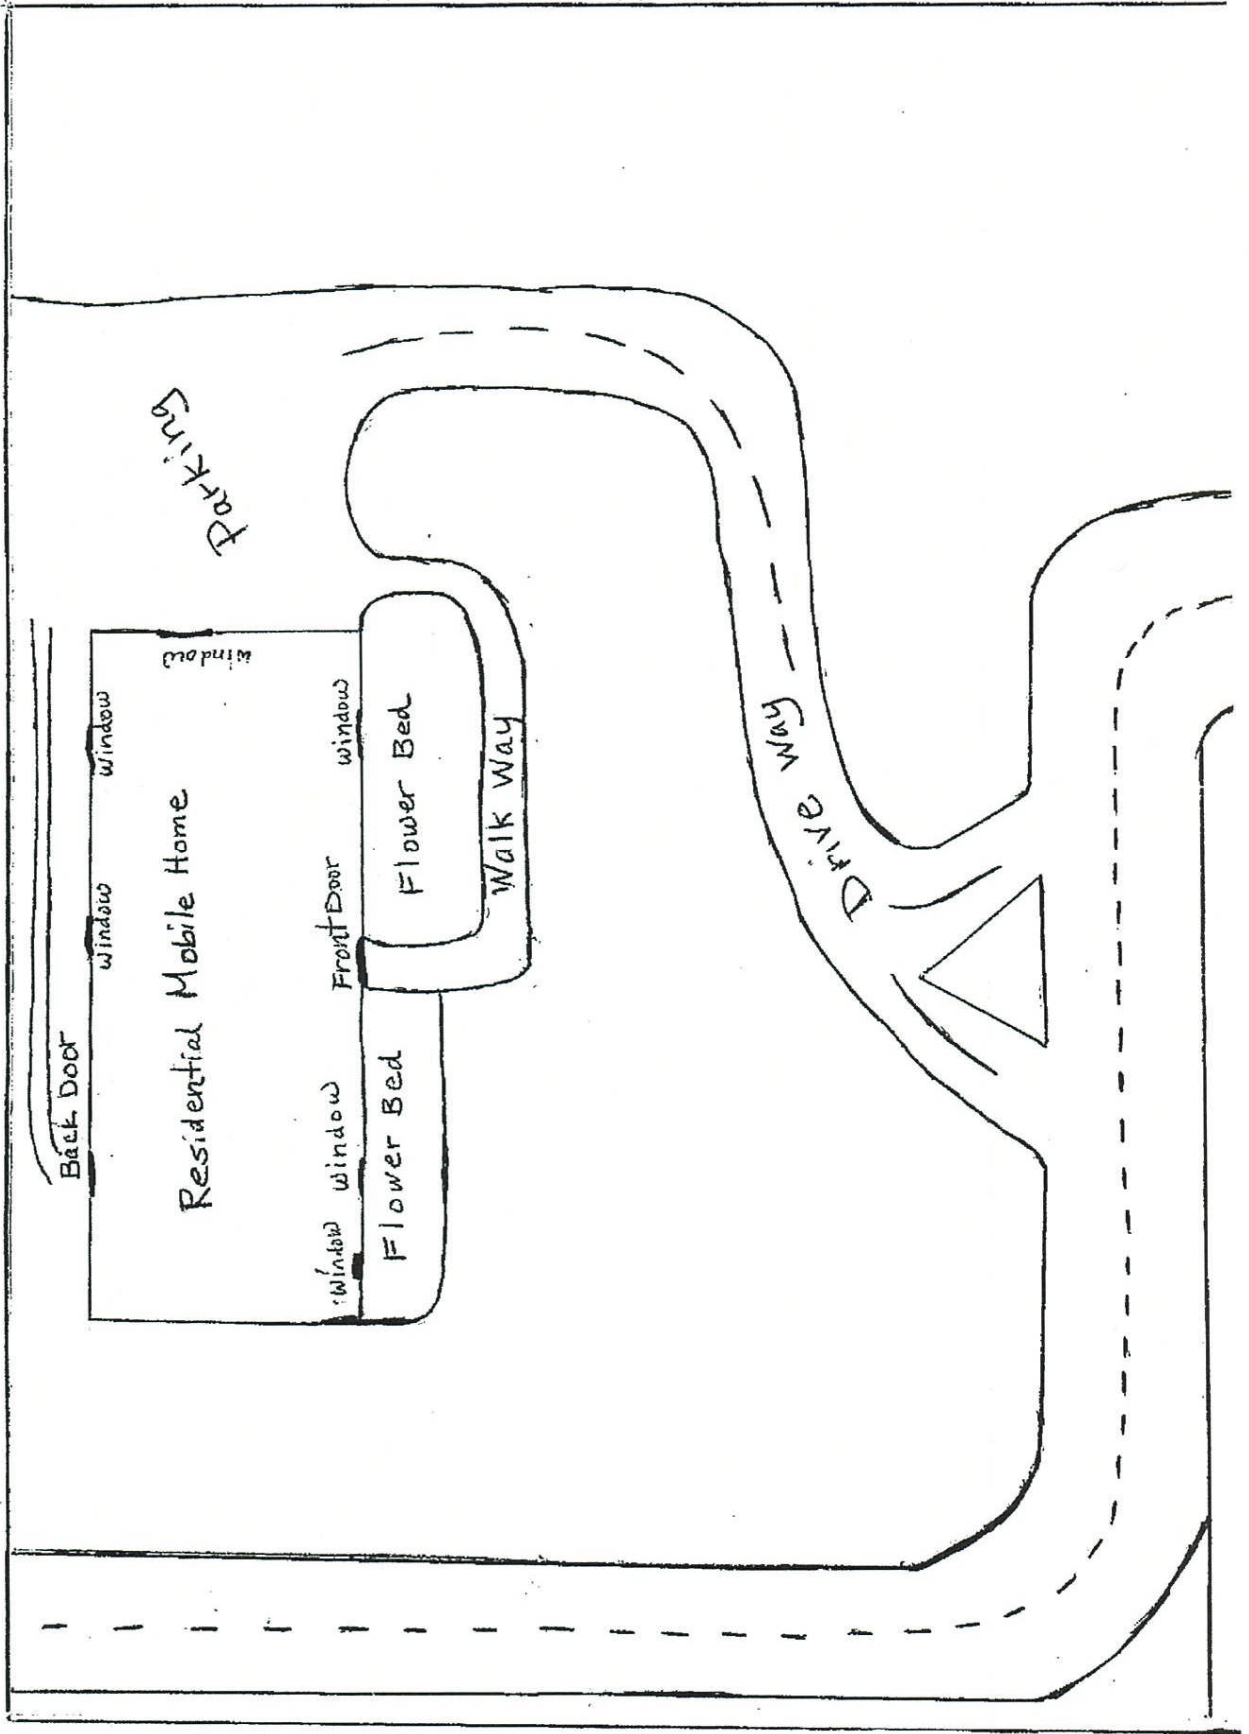 Back Door
Window
Window
Parking
window
Residential Mobile Home
Window
window
Front Door
window
Flower Bed
Flower Bed
Walk Way
Drive Way